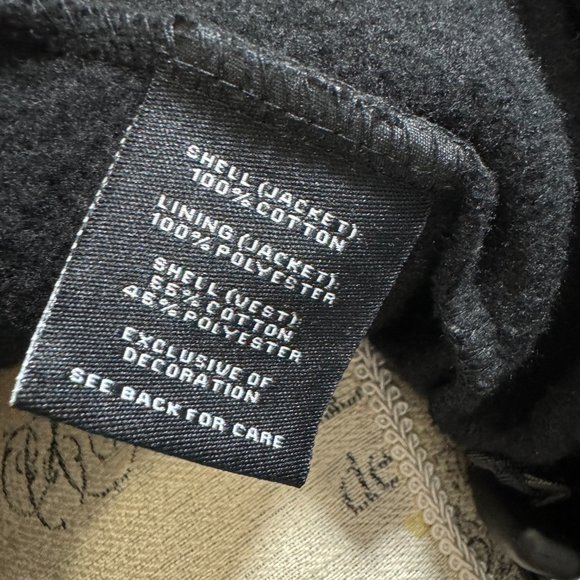 SHELL (JACKET):
100% COTTON
LINING (JACKET):
100% POLYESTER
SHELL (VEST):
55% COTTON
45% POLYESTER
EXCLUSIVE OF
DECORATION
SEE BACK FOR CARE